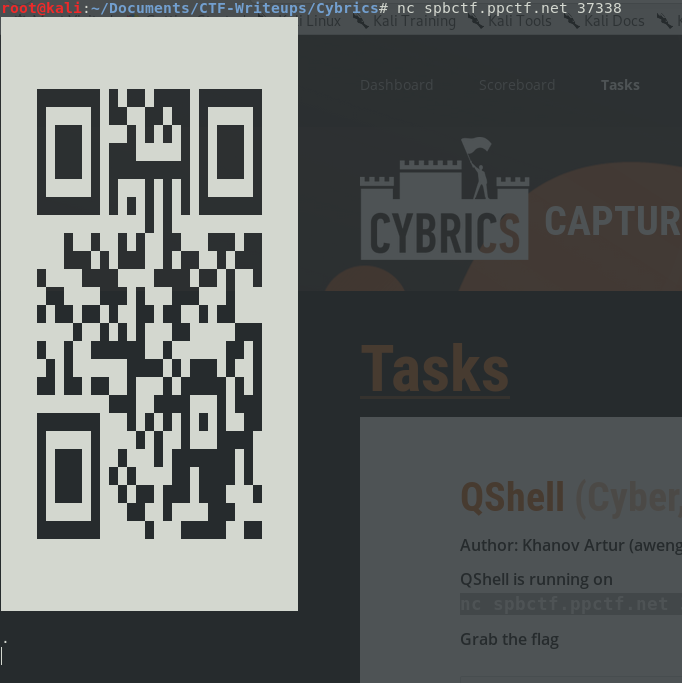 root@kali:~/Documents/CTF-Writeups/Cybrics# nc spbctf.ppctf.net 37338
Linux Kali Training Kali Tools Kali Docs
Dashboard Scoreboard Tasks
CYBRICS CAPTUR
Tasks
QShell (Cyber,
Author: Khanov Artur (aweng
QShell is running on
nc spbctf.ppctf.net
Grab the flag
.